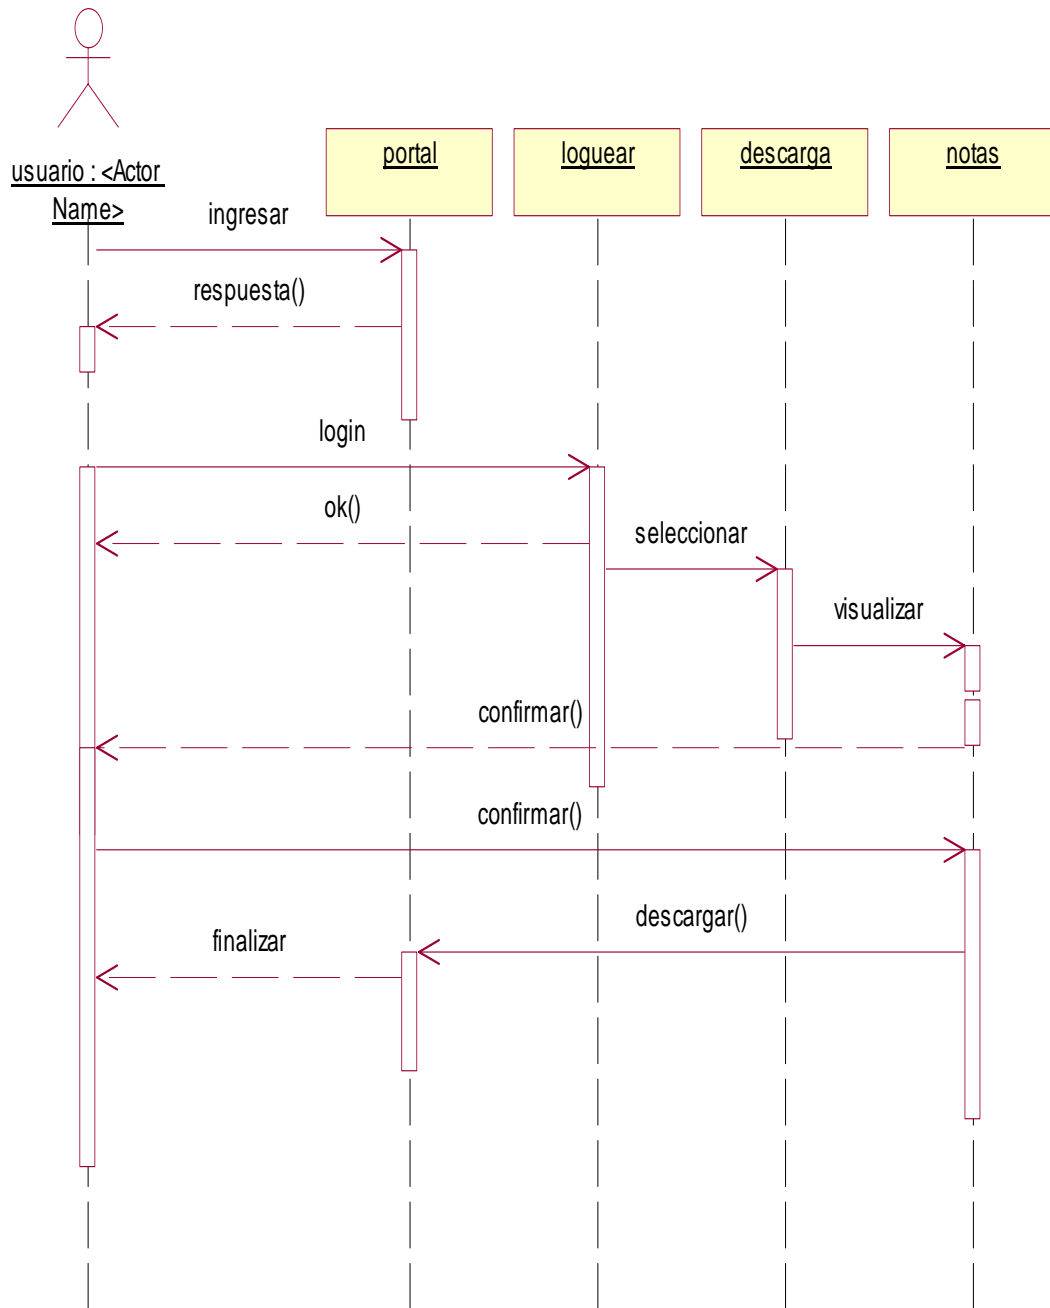 usuario : <Actor
Name>
portal
loguear
descarga
notas
ingresar
respuesta()
login
ok()
seleccionar
visualizar
confirmar()
confirmar()
descargar()
finalizar